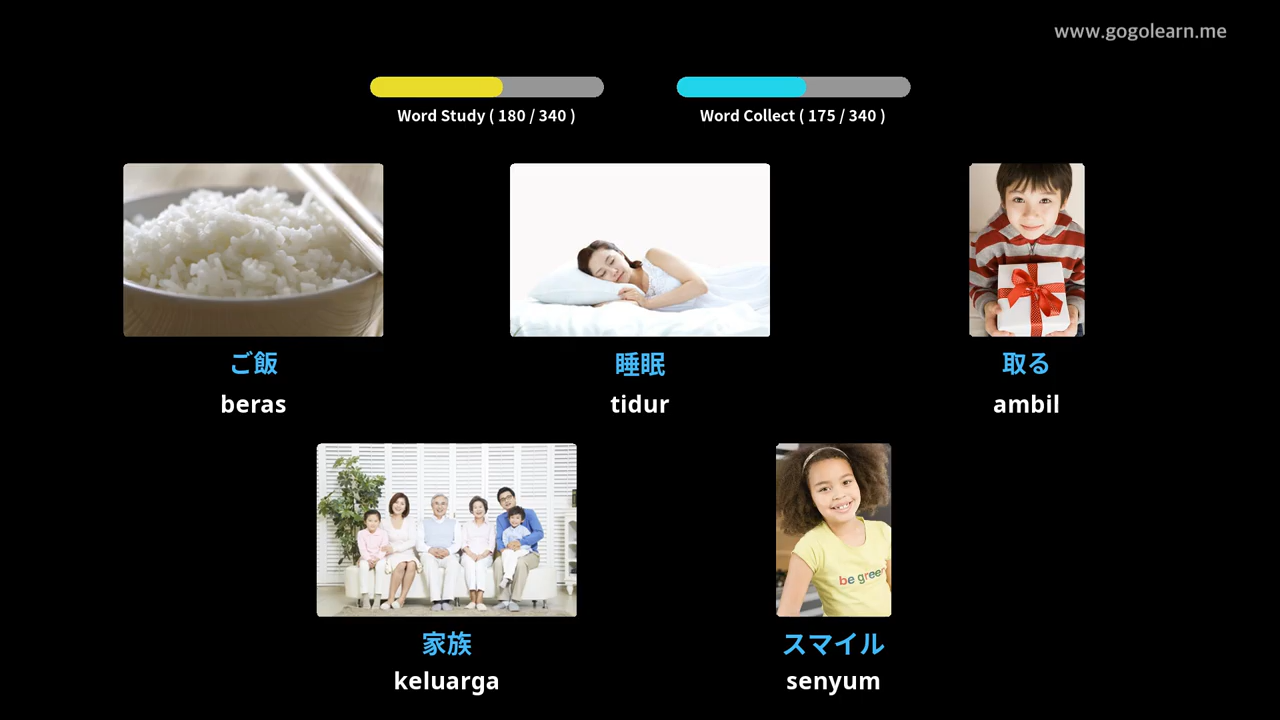 www.gogolearn.me
Word Study ( 180 / 340 )
Word Collect ( 175 / 340 )
ご飯
beras
睡眠
tidur
取る
ambil
家族
keluarga
be green
スマイル
senyum